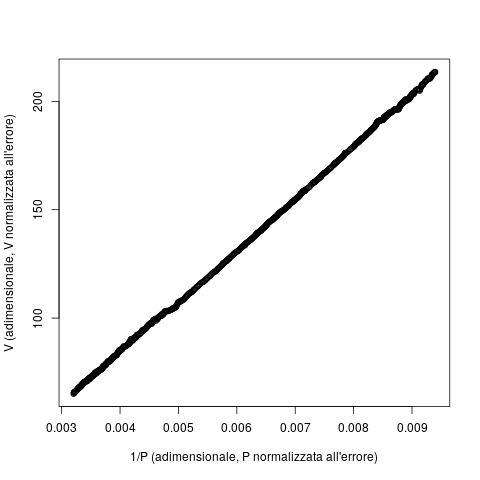 V (adimensionale, V normalizzata all'errore)
200
150
100
0.003 0.004 0.005 0.006 0.007 0.008 0.009
1/P (adimensionale, P normalizzata all'errore)